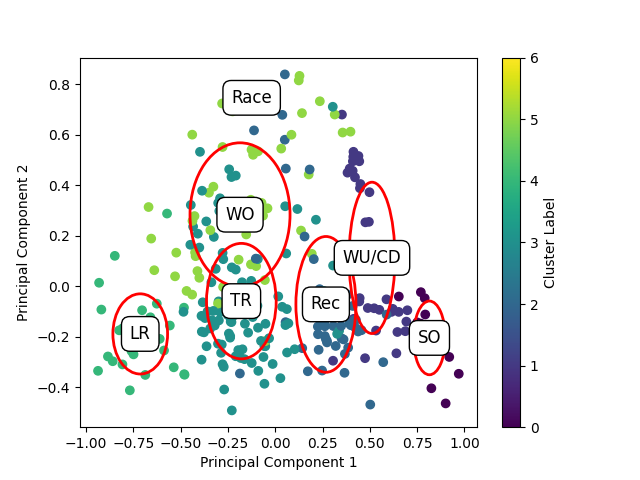 Race
WO
WU/CD
TR
Rec
LR
SO
0.8
0.6
0.4
0.2
0.0
−0.2
−0.4
Principal Component 2
−1.00 −0.75 −0.50 −0.25 0.00 0.25 0.50 0.75 1.00
Principal Component 1
6
5
4
3
2
1
0
Cluster Label